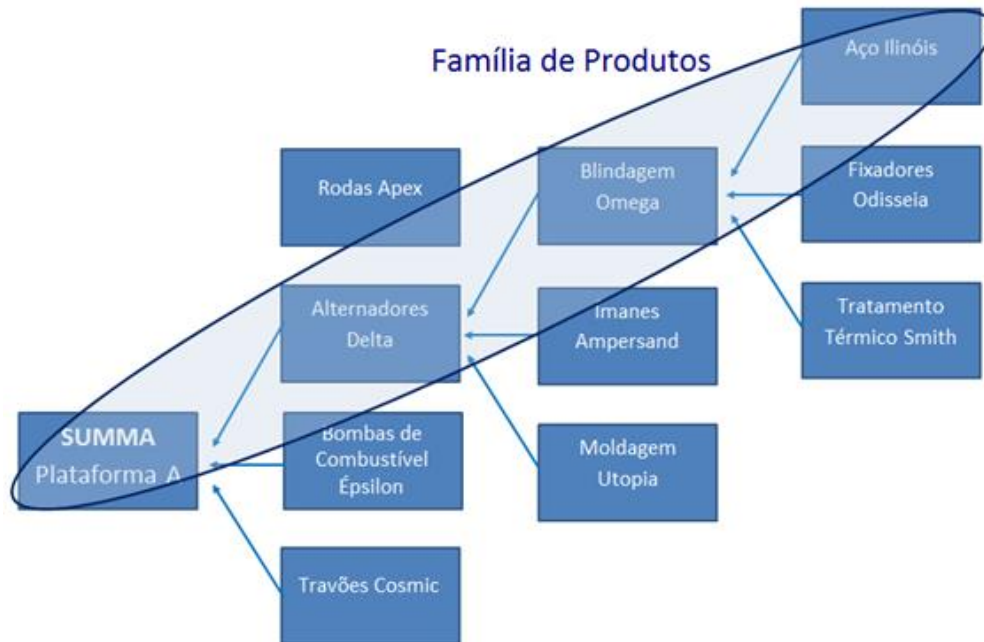 Aço Ilinóis
Família de Produtos
Rodas Apex
Blindagem
Omega
Fixadores
Odisseia
Alternadores
Delta
Imanes
Ampersand
Tratamento
Térmico Smith
SUMMA
Plataforma A
Bombas de
Combustível
Épsilon
Moldagem
Utopia
Travões Cosmic